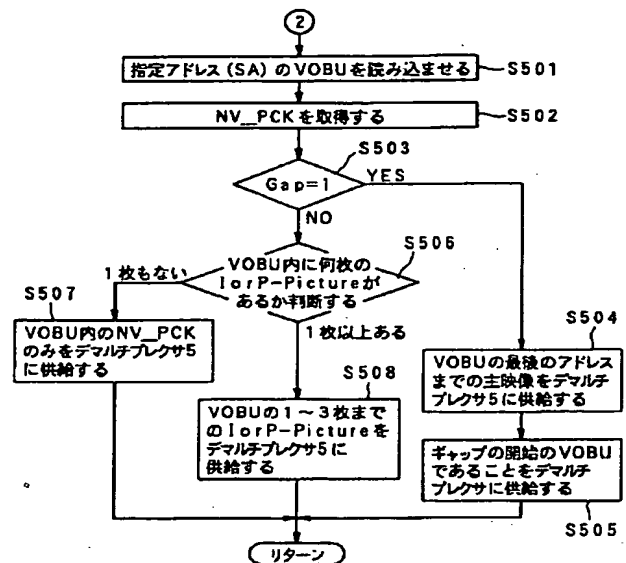 2
指定アドレス(SA)のVOBUを読み込ませる
S501
NV_PCKを取得する
S502
S503
Gap=1
YES
NO
S506
VOBU内に何枚の
IorP-Pictureが
あるか判断する
1枚もない
1枚以上ある
S507
VOBU内のNV_PCK
のみをデマルチプレクサ5
に供給する
S508
VOBUの1～3枚まで
のIorP-Pictureを
デマルチプレクサ5に
供給する
S504
VOBUの最後のアドレス
までの主映像をデマルチ
プレクサ5に供給する
ギャップの開始のVOBU
であることをデマルチ
プレクサに供給する
S505
リターン